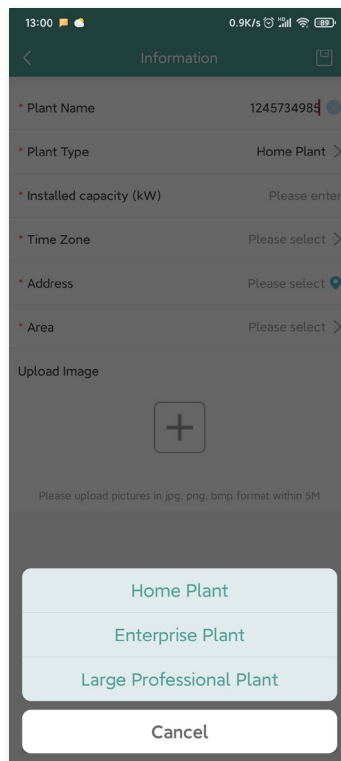 13:00 0.9K/s HD 89
Information
* Plant Name 1245734985
* Plant Type Home Plant
* Installed capacity (kW) Please enter
* Time Zone Please select
* Address Please select
* Area Please select
Upload Image
Please upload pictures in jpg, png, bmp format within 5M
Home Plant
Enterprise Plant
Large Professional Plant
Cancel